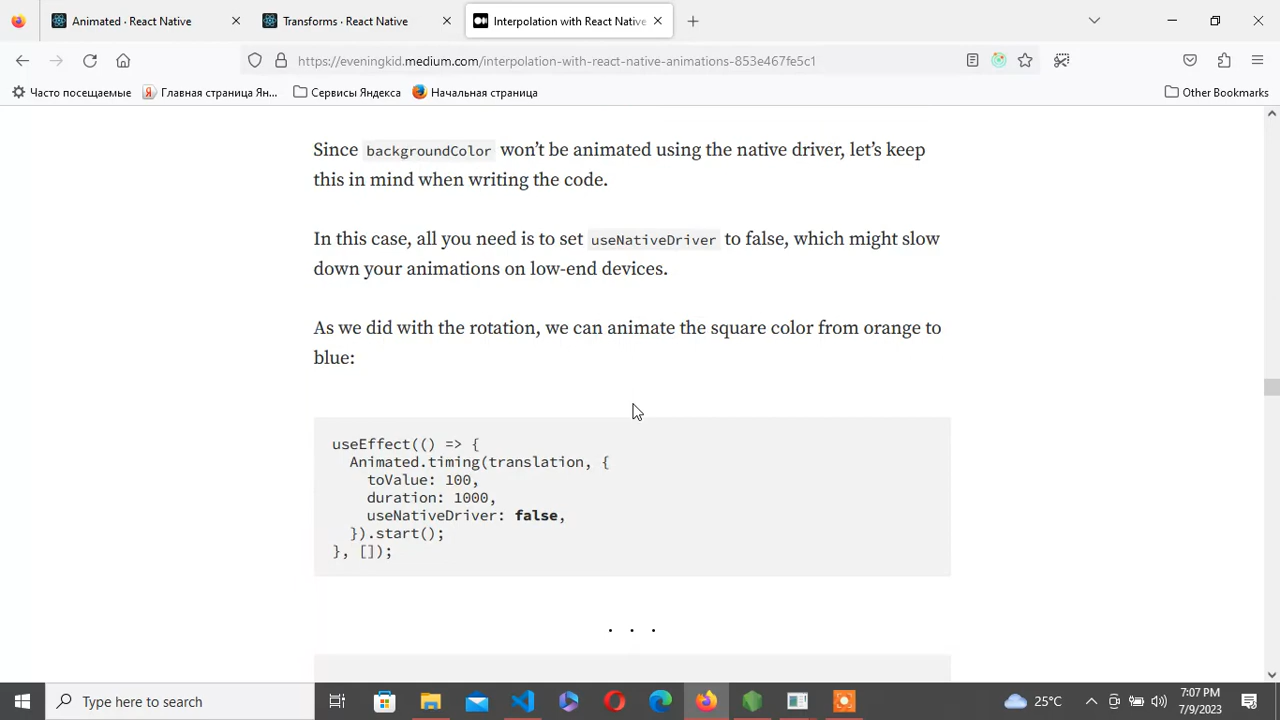 Animated · React Native
Transforms · React Native
Interpolation with React Native
https://eveningkid.medium.com/interpolation-with-react-native-animations-853e467fe5c1
Часто посещаемые
Главная страница Ян...
Сервисы Яндекса
Начальная страница
Other Bookmarks
Since backgroundColor won't be animated using the native driver, let's keep
this in mind when writing the code.
In this case, all you need is to set useNativeDriver to false, which might slow
down your animations on low-end devices.
As we did with the rotation, we can animate the square color from orange to
blue:
useEffect(() => {
Animated.timing(translation, {
toValue: 100,
duration: 1000,
useNativeDriver: false,
}).start();
}, []);
. . .
Type here to search
25°C
7:07 PM
7/9/2023